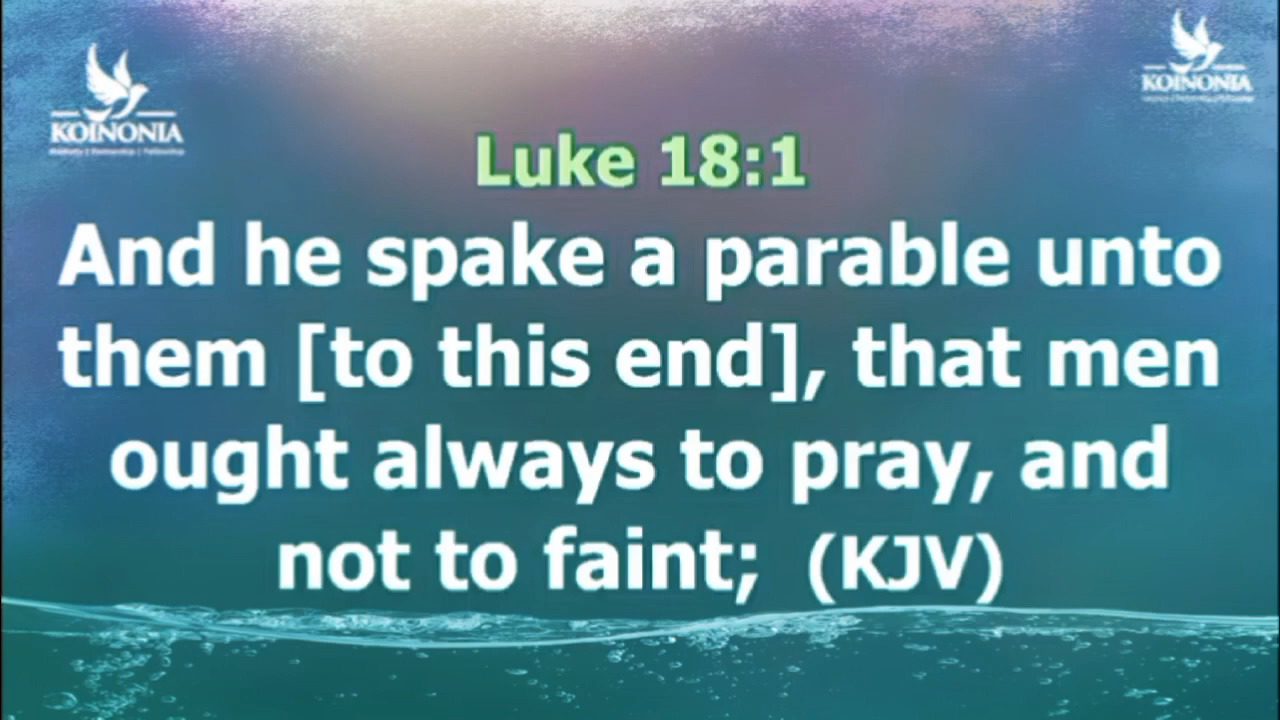 KOINONIA
KOINONIA
Luke 18:1
And he spake a parable unto
them [to this end], that men
ought always to pray, and
not to faint; (KJV)